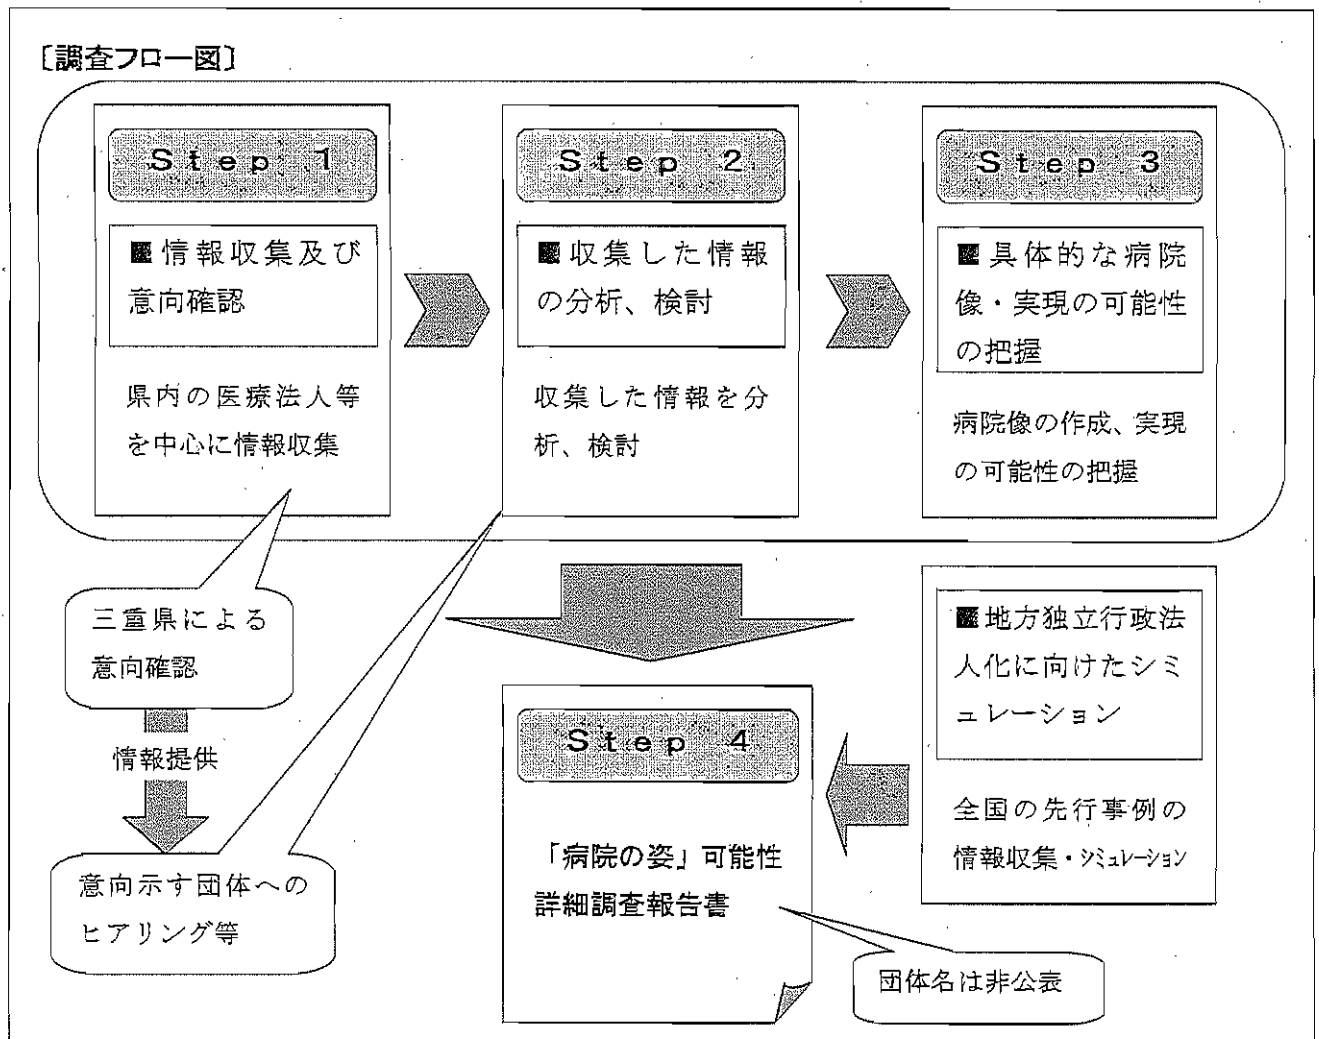 〔調査フロー図〕
Step 1
■情報収集及び
意向確認
県内の医療法人等
を中心に情報収集
Step 2
■収集した情報
の分析、検討
収集した情報を分
析、検討
Step 3
■具体的な病院
像・実現の可能性
の把握
病院像の作成、実現
の可能性の把握
三重県による
意向確認
情報提供
意向示す団体への
ヒアリング等
■地方独立行政法
人化に向けたシミ
ュレーション
全国の先行事例の
情報収集・シミュレーション
Step 4
「病院の姿」可能性
詳細調査報告書
団体名は非公表